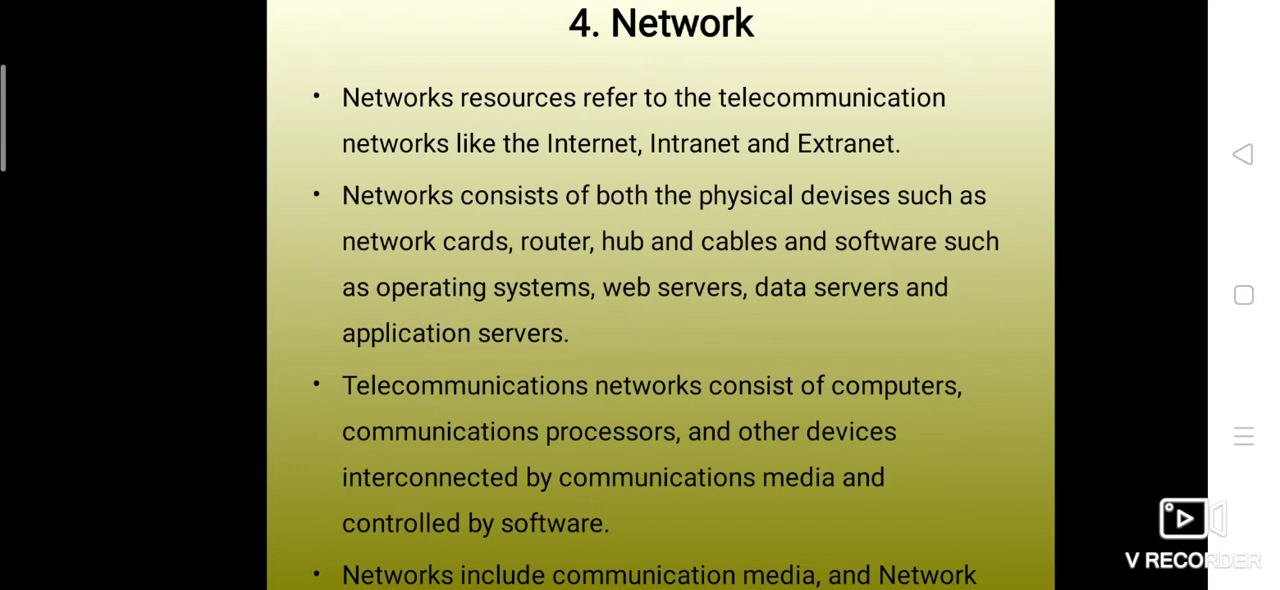 4. Network
• Networks resources refer to the telecommunication
networks like the Internet, Intranet and Extranet.
• Networks consists of both the physical devises such as
network cards, router, hub and cables and software such
as operating systems, web servers, data servers and
application servers.
• Telecommunications networks consist of computers,
communications processors, and other devices
interconnected by communications media and
controlled by software.
• Networks include communication media, and Network
V RECORDER